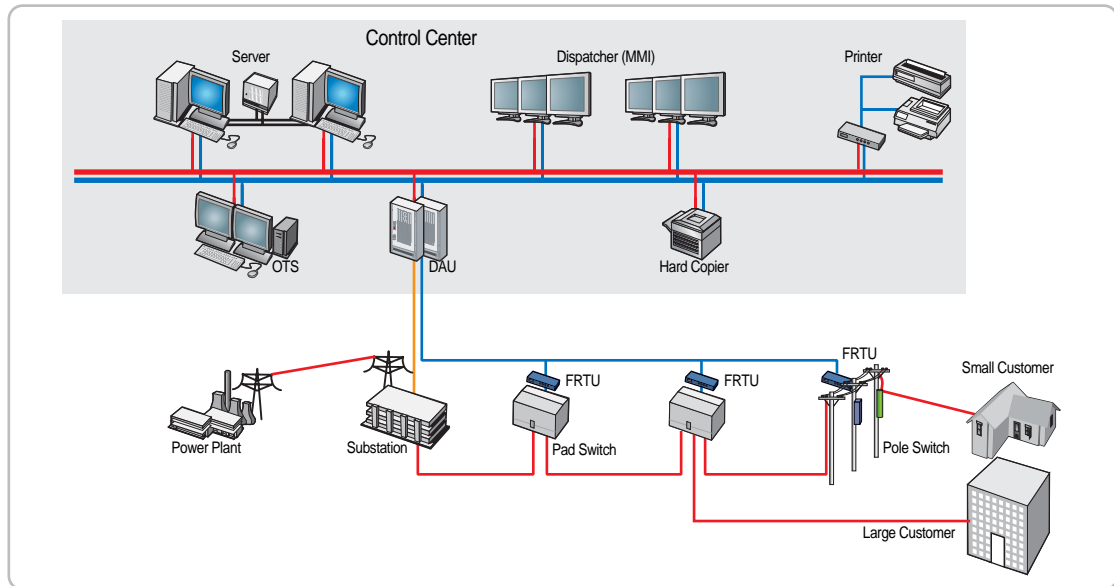 Control Center
Server
Dispatcher (MMI)
Printer
OTS
DAU
Hard Copier
FRTU
FRTU
FRTU
Small Customer
Power Plant
Substation
Pad Switch
Pole Switch
Large Customer